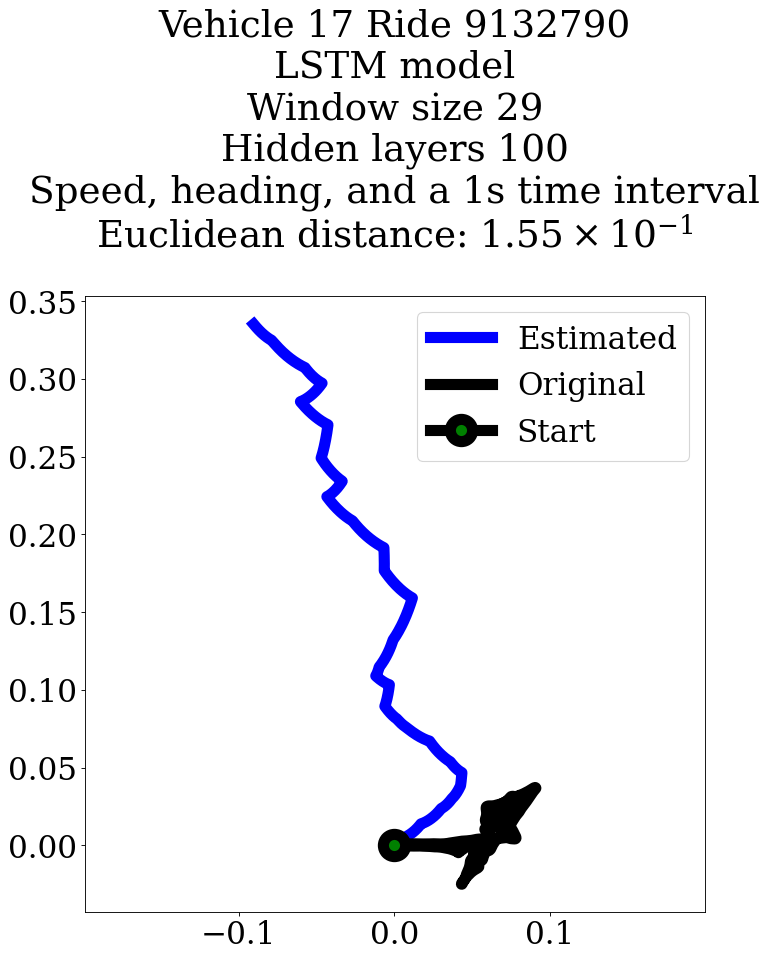 Vehicle 17 Ride 9132790
LSTM model
Window size 29
Hidden layers 100
Speed, heading, and a 1s time interval
Euclidean distance: 1.55 × 10⁻¹
0.35
0.30
0.25
0.20
0.15
0.10
0.05
0.00
Estimated
Original
Start
−0.1
0.0
0.1